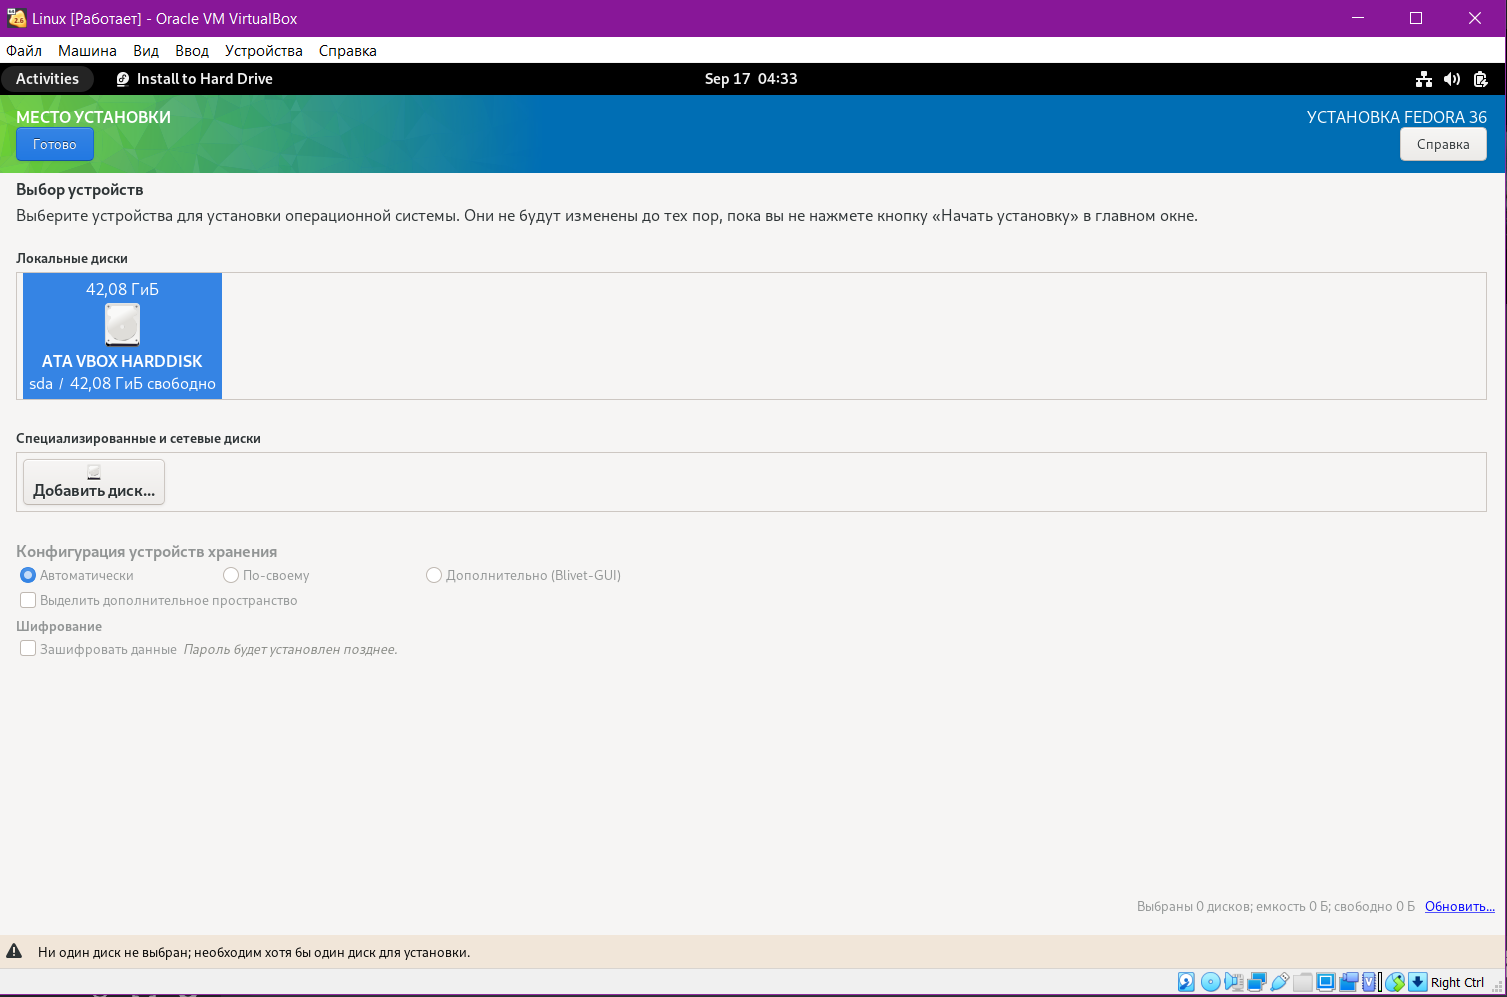 Linux [Работает] - Oracle VM VirtualBox
Файл Машина Вид Ввод Устройства Справка
Activities Install to Hard Drive Sep 17 04:33
МЕСТО УСТАНОВКИ
УСТАНОВКА FEDORA 36
Готово
Справка
Выбор устройств
Выберите устройства для установки операционной системы. Они не будут изменены до тех пор, пока вы не нажмете кнопку «Начать установку» в главном окне.
Локальные диски
42,08 ГиБ
ATA VBOX HARDDISK
sda / 42,08 ГиБ свободно
Специализированные и сетевые диски
Добавить диск...
Конфигурация устройств хранения
Автоматически По-своему Дополнительно (Blivet-GUI)
Выделить дополнительное пространство
Шифрование
Зашифровать данные Пароль будет установлен позднее.
Выбраны 0 дисков; емкость 0 Б; свободно 0 Б Обновить...
Ни один диск не выбран; необходим хотя бы один диск для установки.
Right Ctrl